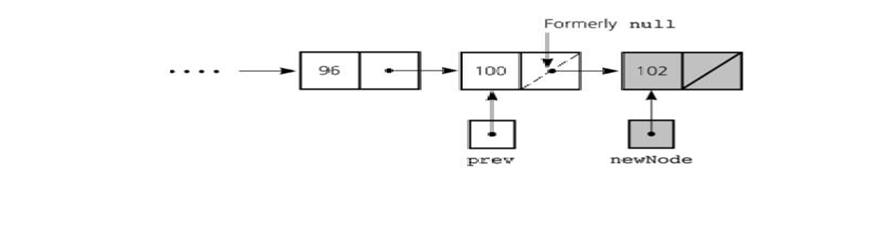 Formerly null
.... 96 100 102
prev newNode